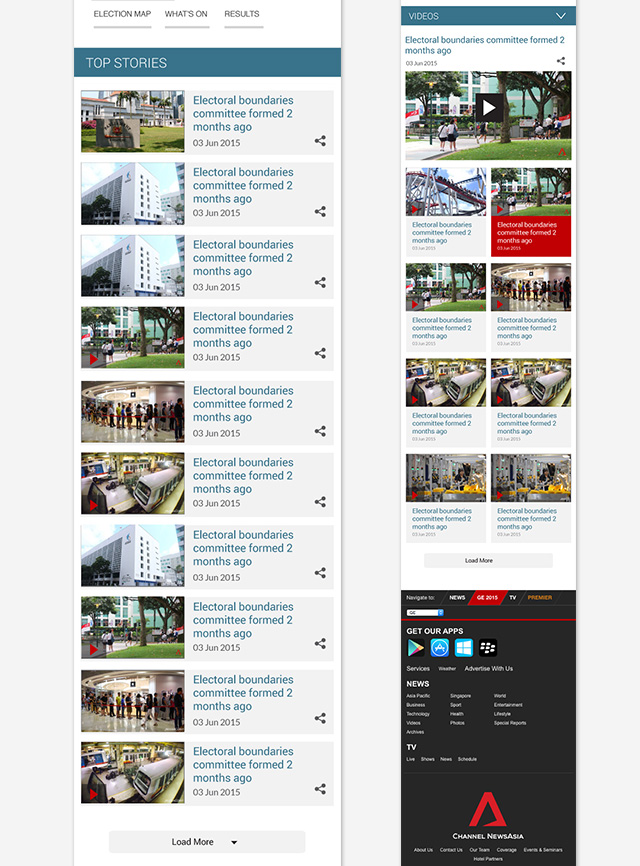 ELECTION MAP WHAT'S ON RESULTS
TOP STORIES
Electoral boundaries
committee formed 2
months ago
03 Jun 2015
Electoral boundaries
committee formed 2
months ago
03 Jun 2015
Electoral boundaries
committee formed 2
months ago
03 Jun 2015
Electoral boundaries
committee formed 2
months ago
03 Jun 2015
Electoral boundaries
committee formed 2
months ago
03 Jun 2015
Electoral boundaries
committee formed 2
months ago
03 Jun 2015
Electoral boundaries
committee formed 2
months ago
03 Jun 2015
Electoral boundaries
committee formed 2
months ago
03 Jun 2015
Electoral boundaries
committee formed 2
months ago
03 Jun 2015
Electoral boundaries
committee formed 2
months ago
03 Jun 2015
Load More
VIDEOS
Electoral boundaries committee formed 2
months ago
03 Jun 2015
Electoral boundaries
committee formed 2
months ago
03 Jun 2015
Electoral boundaries
committee formed 2
months ago
03 Jun 2015
Electoral boundaries
committee formed 2
months ago
03 Jun 2015
Electoral boundaries
committee formed 2
months ago
03 Jun 2015
Electoral boundaries
committee formed 2
months ago
03 Jun 2015
Electoral boundaries
committee formed 2
months ago
03 Jun 2015
Electoral boundaries
committee formed 2
months ago
03 Jun 2015
Electoral boundaries
committee formed 2
months ago
03 Jun 2015
Load More
Navigate to: NEWS GE 2015 TV PREMIER
GE
GET OUR APPS
Services Weather Advertise With Us
NEWS
Asia Pacific Singapore World
Business Sport Entertainment
Technology Health Lifestyle
Videos Photos Special Reports
Archives
TV
Live Shows News Schedule
CHANNEL NEWSASIA
About Us Contact Us Our Team Coverage Events & Seminars
Hotel Partners